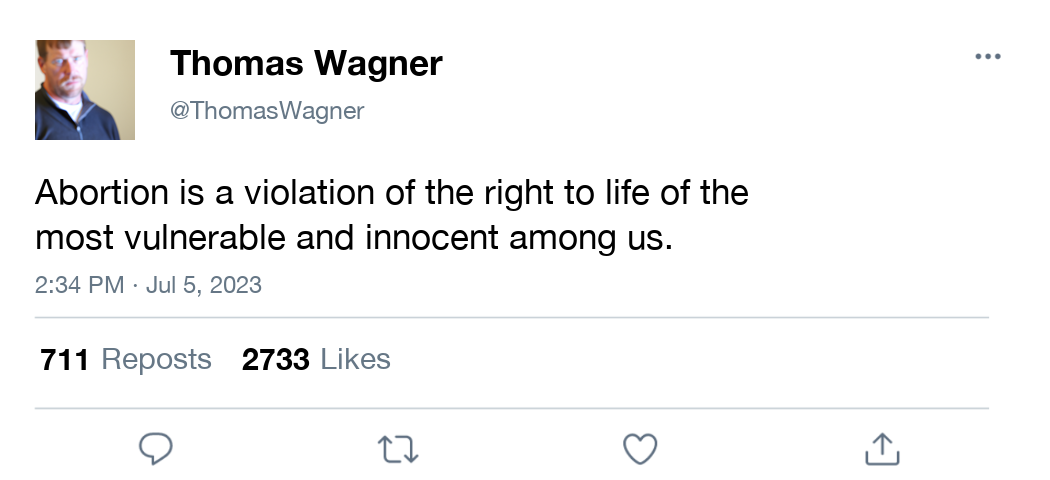 Thomas Wagner
@ThomasWagner
Abortion is a violation of the right to life of the
most vulnerable and innocent among us.
2:34 PM · Jul 5, 2023
711 Reposts 2733 Likes